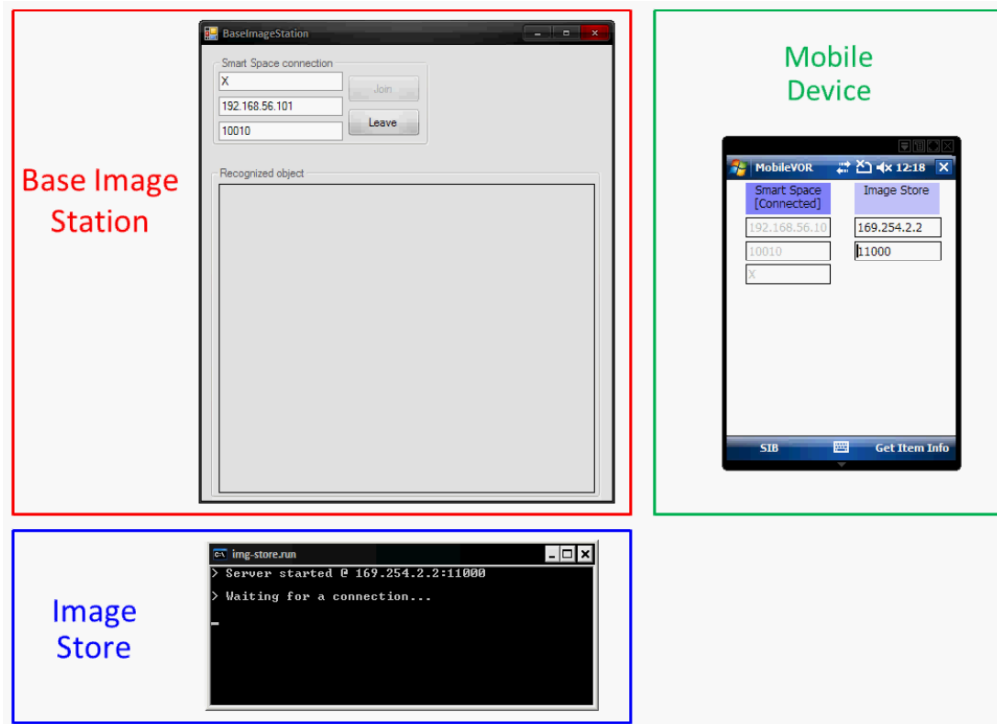 Base Image
Station
BaseImageStation
Smart Space connection
X
Join
192.168.56.101
Leave
10010
Recognized object
Mobile
Device
MobileVOR
12:18
Smart Space
[Connected]
Image Store
192.168.56.10
169.254.2.2
10010
11000
X
SIB
Get Item Info
Image
Store
img-store.run
> Server started @ 169.254.2.2:11000
> Waiting for a connection...